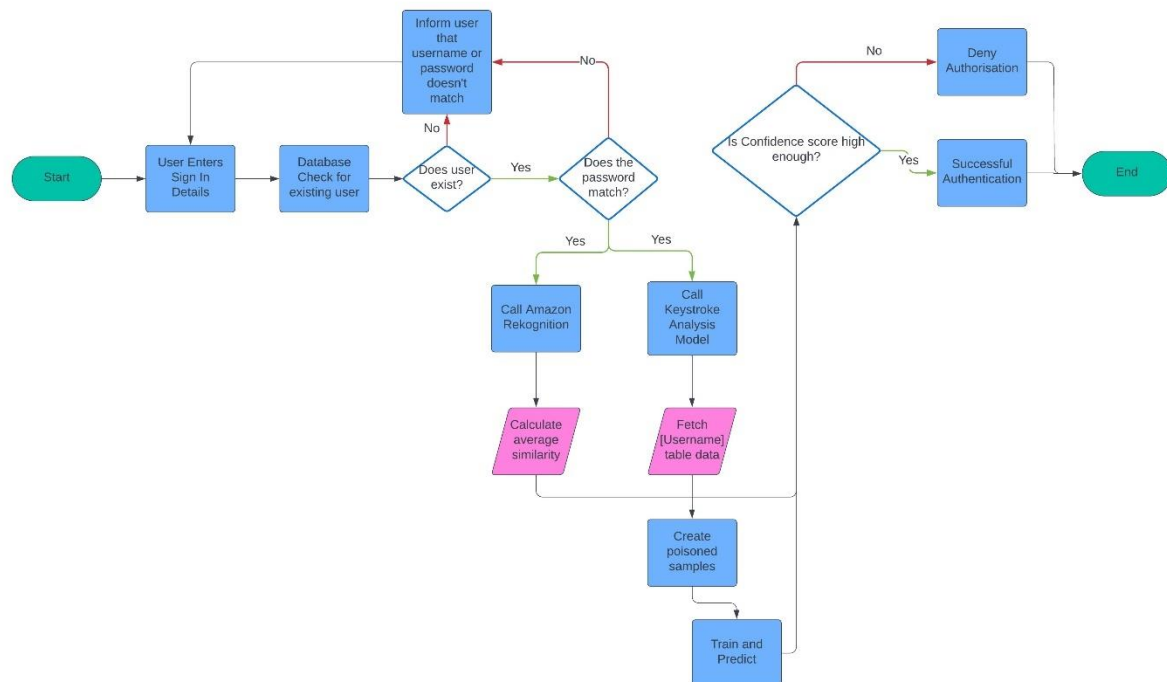 Inform user
that
username or
password
doesn't
match
No
No
Start
User Enters
Sign In
Details
Database
Check for
existing user
Does user
exist?
Yes
Does the
password
match?
Yes
Yes
Call Amazon
Rekognition
Call
Keystroke
Analysis
Model
Calculate
average
similarity
Fetch
[Username]
table data
Create
poisoned
samples
Train and
Predict
Is Confidence score high
enough?
No
Deny
Authorisation
Yes
Successful
Authentication
End